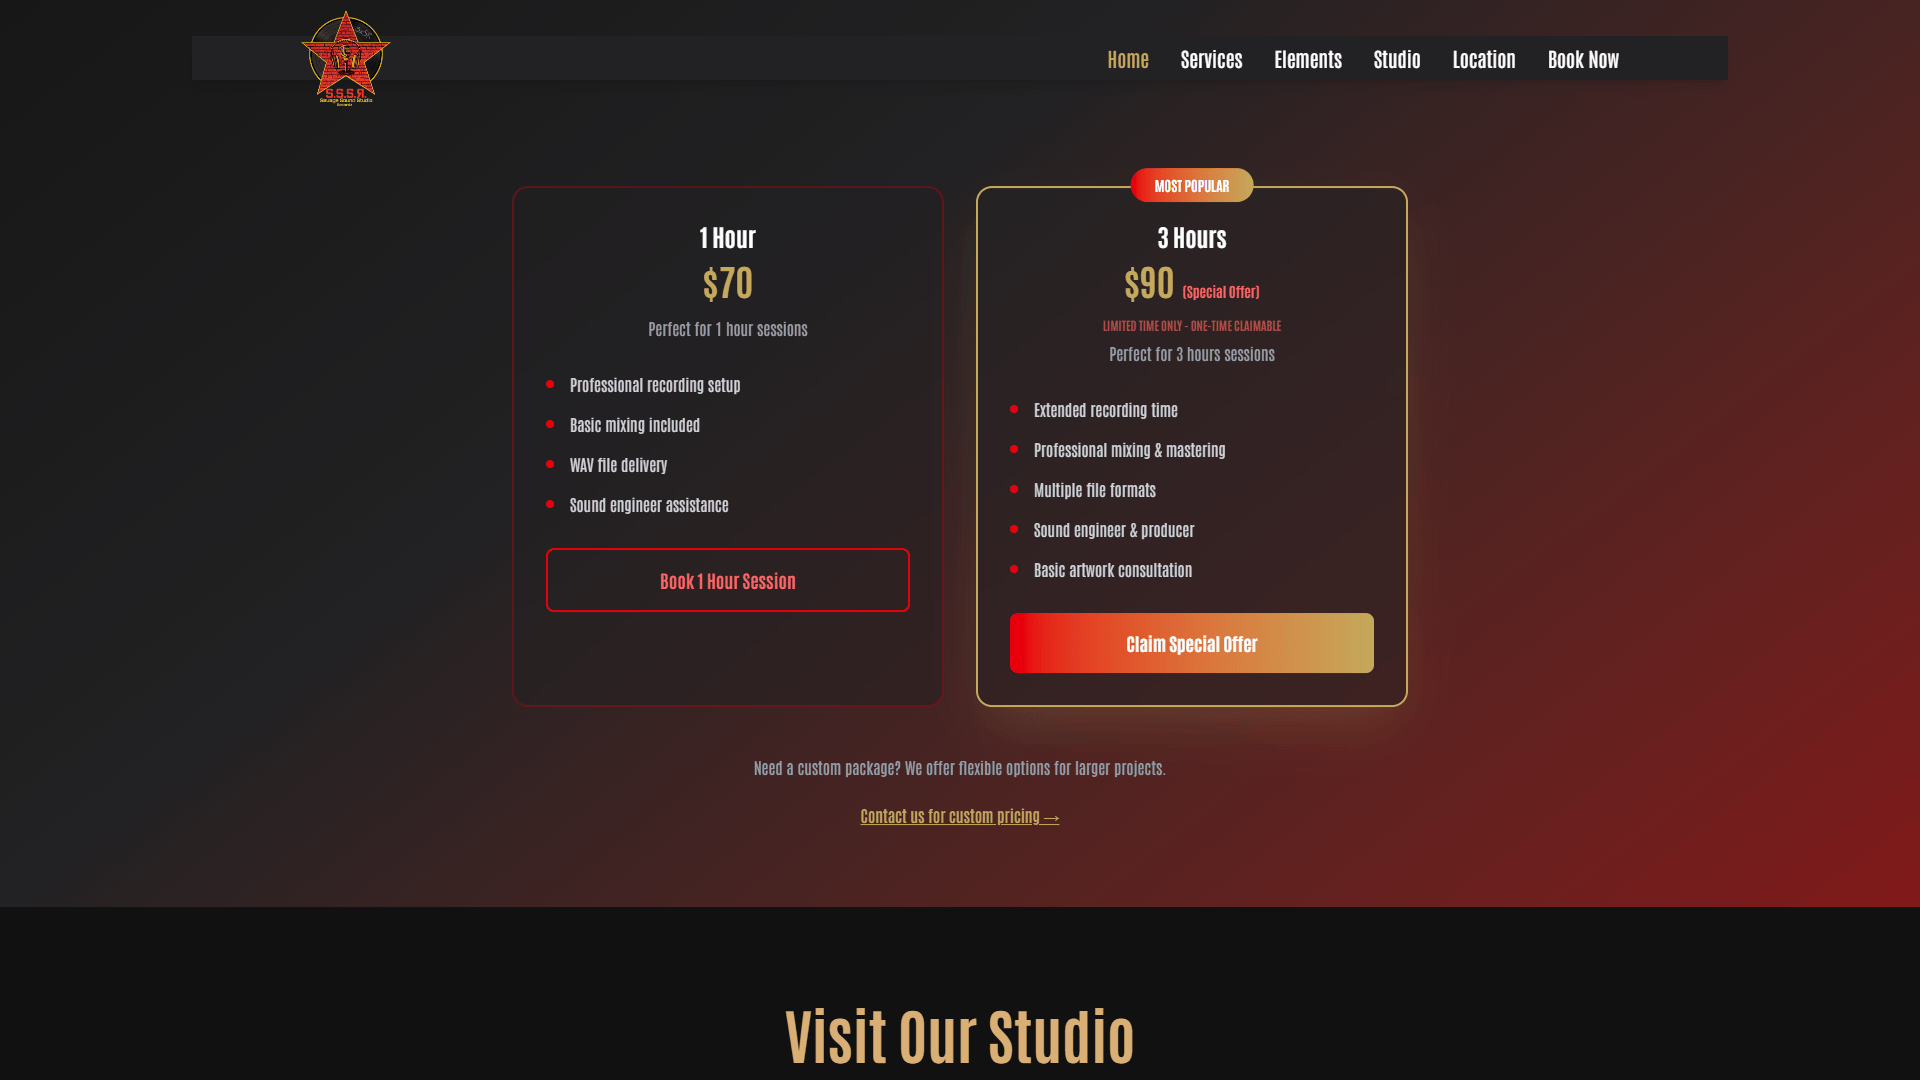 S.S.S.Я.
Savage Sound Studio
Records
Home
Services
Elements
Studio
Location
Book Now
1 Hour
$70
Perfect for 1 hour sessions
Professional recording setup
Basic mixing included
WAV file delivery
Sound engineer assistance
Book 1 Hour Session
MOST POPULAR
3 Hours
$90 (Special Offer)
LIMITED TIME ONLY - ONE-TIME CLAIMABLE
Perfect for 3 hours sessions
Extended recording time
Professional mixing & mastering
Multiple file formats
Sound engineer & producer
Basic artwork consultation
Claim Special Offer
Need a custom package? We offer flexible options for larger projects.
Contact us for custom pricing →
Visit Our Studio